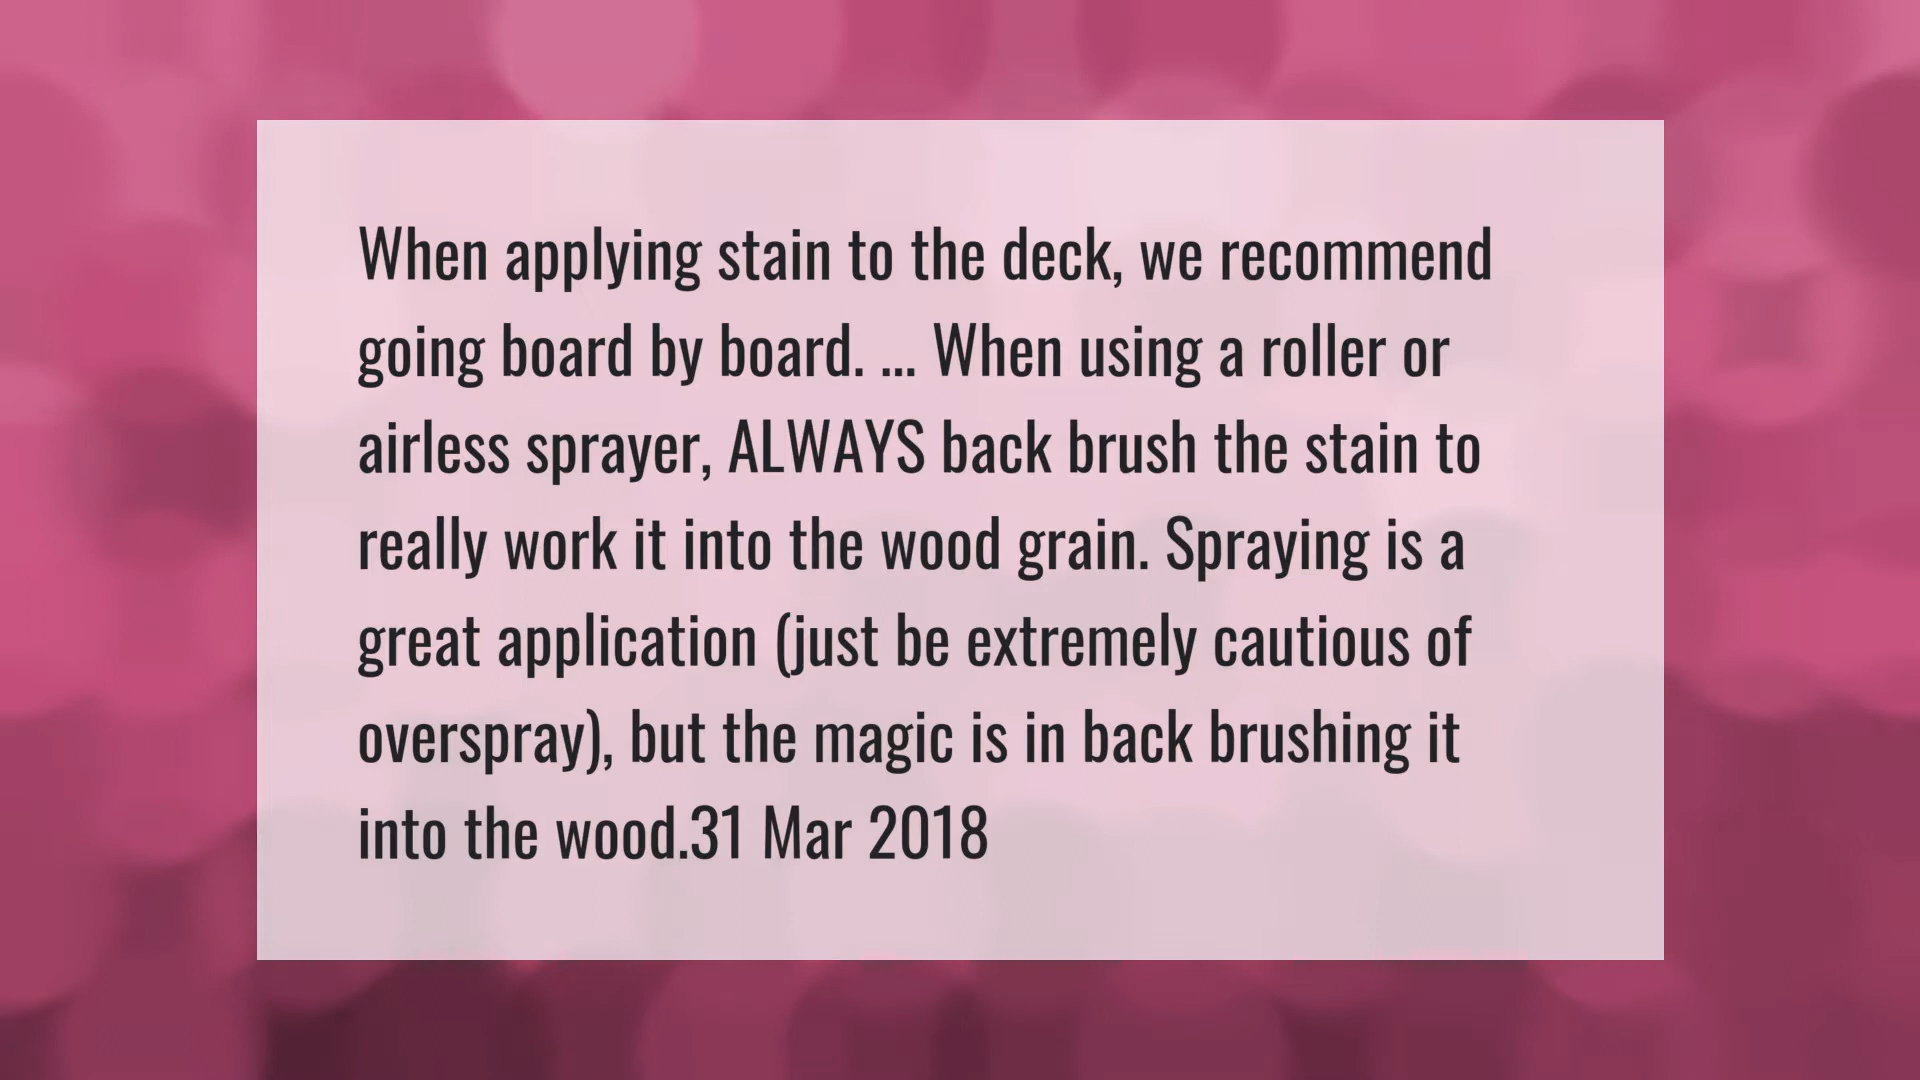 When applying stain to the deck, we recommend
going board by board. ... When using a roller or
airless sprayer, ALWAYS back brush the stain to
really work it into the wood grain. Spraying is a
great application (just be extremely cautious of
overspray), but the magic is in back brushing it
into the wood.31 Mar 2018